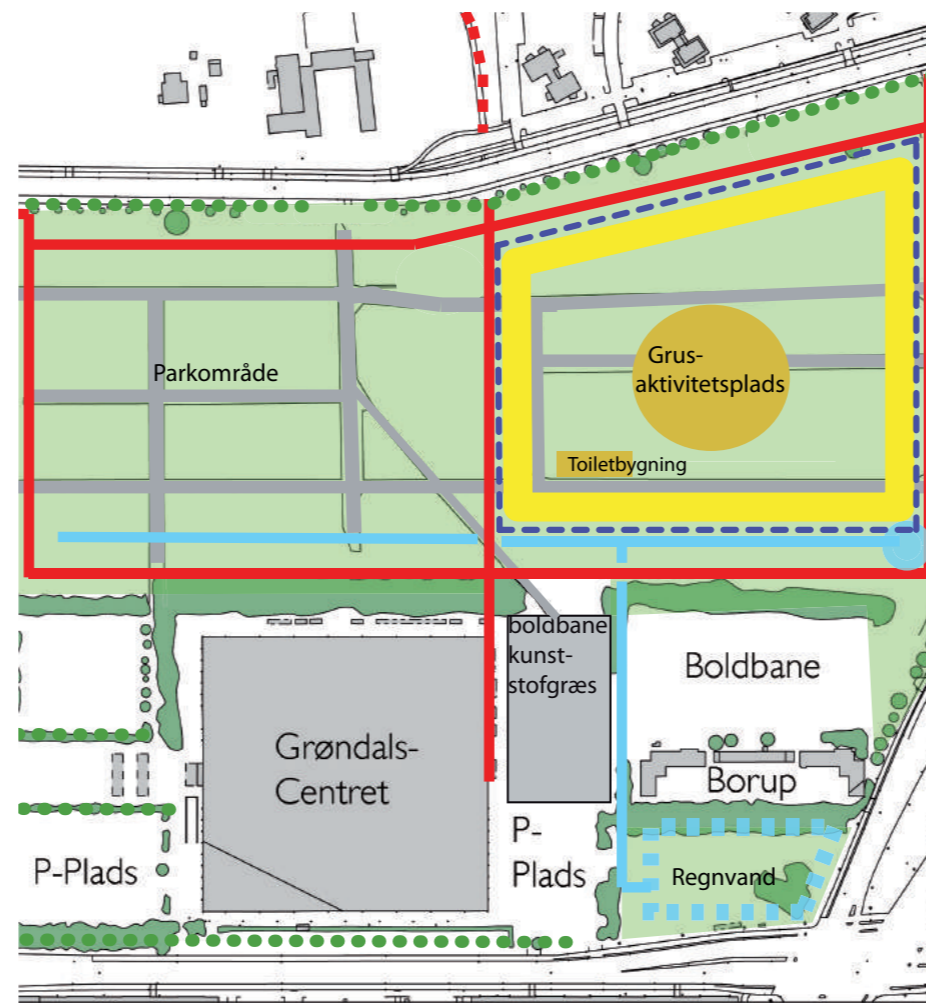 Parkområde
Grus-
aktivitetsplads
Toiletbygning
boldbane
kunst-
stofgræs
Boldbane
Grøndals-
Centret
Borup
P-
Plads
P-Plads
Regnvand